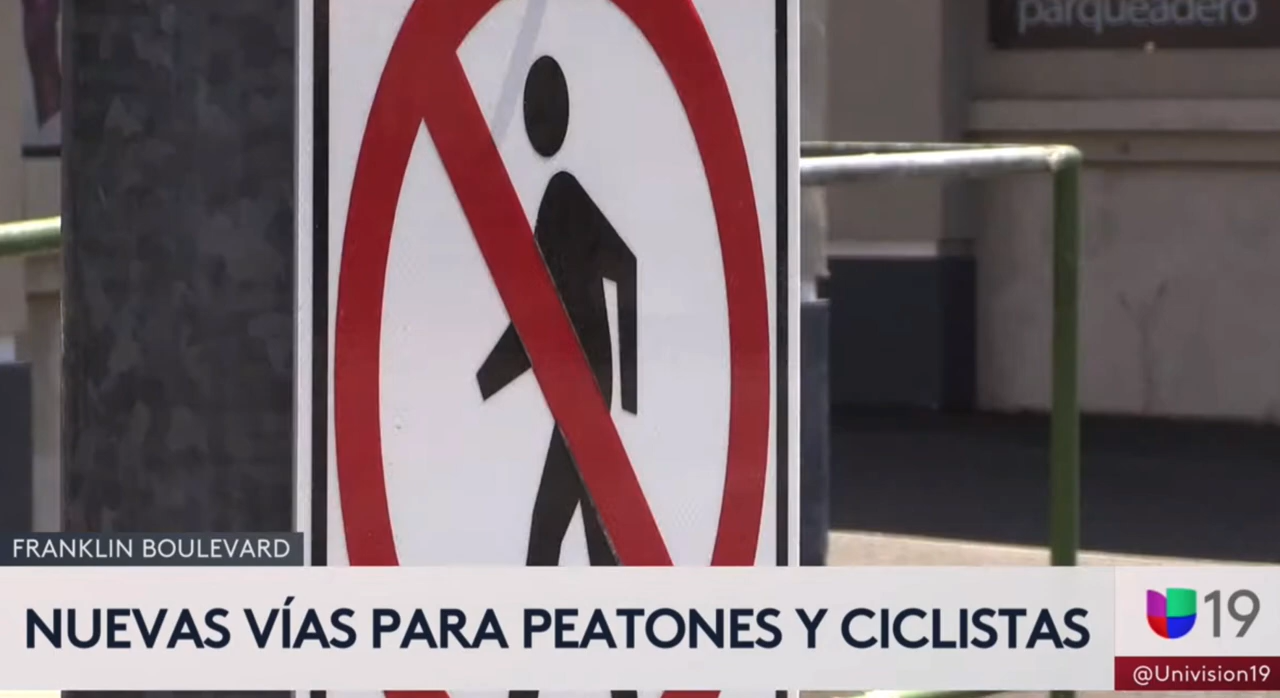 parqueadero
FRANKLIN BOULEVARD
NUEVAS VÍAS PARA PEATONES Y CICLISTAS
19
@Univision19